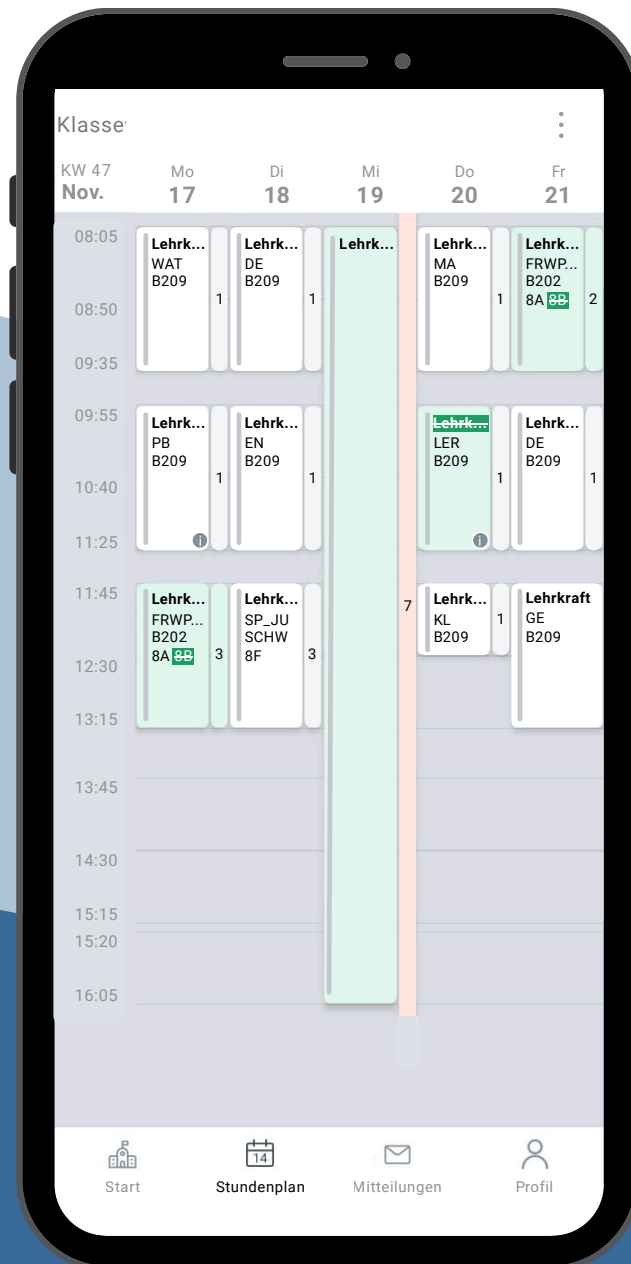 Klasse
KW 47
Nov.
Mo
17
Di
18
Mi
19
Do
20
Fr
21
08:05
08:50
09:35
09:55
10:40
11:25
11:45
12:30
13:15
13:45
14:30
15:15
15:20
16:05
Lehrk...
WAT
B209
1
Lehrk...
PB
B209
1
i
Lehrk...
FRWP...
B202
8A 8B
3
Lehrk...
DE
B209
1
Lehrk...
EN
B209
1
Lehrk...
SP_JU
SCHW
8F
3
Lehrk...
7
Lehrk...
MA
B209
1
Lehrk...
LER
B209
1
i
Lehrk...
KL
B209
1
Lehrk...
FRWP...
B202
8A 8B
2
Lehrk...
DE
B209
1
Lehrkraft
GE
B209
14
Start
Stundenplan
Mitteilungen
Profil